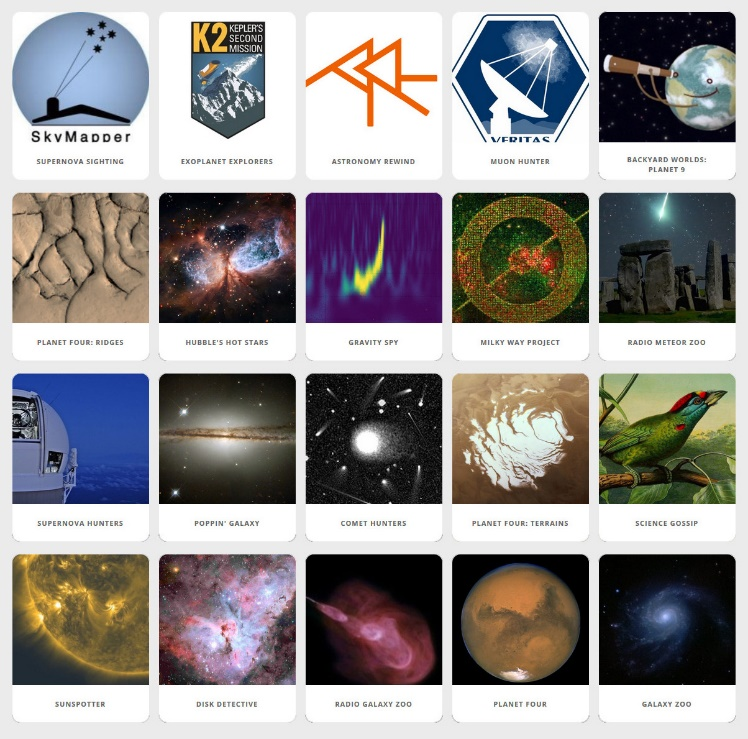 SkyMapper
SUPERNOVA SIGHTING
K2 KEPLER'S
SECOND
MISSION
EXOPLANET EXPLORERS
ASTRONOMY REWIND
VERITAS
MUON HUNTER
BACKYARD WORLDS:
PLANET 9
PLANET FOUR: RIDGES
HUBBLE'S HOT STARS
GRAVITY SPY
MILKY WAY PROJECT
RADIO METEOR ZOO
SUPERNOVA HUNTERS
POPPIN' GALAXY
COMET HUNTERS
PLANET FOUR: TERRAINS
SCIENCE GOSSIP
SUNSPOTTER
DISK DETECTIVE
RADIO GALAXY ZOO
PLANET FOUR
GALAXY ZOO